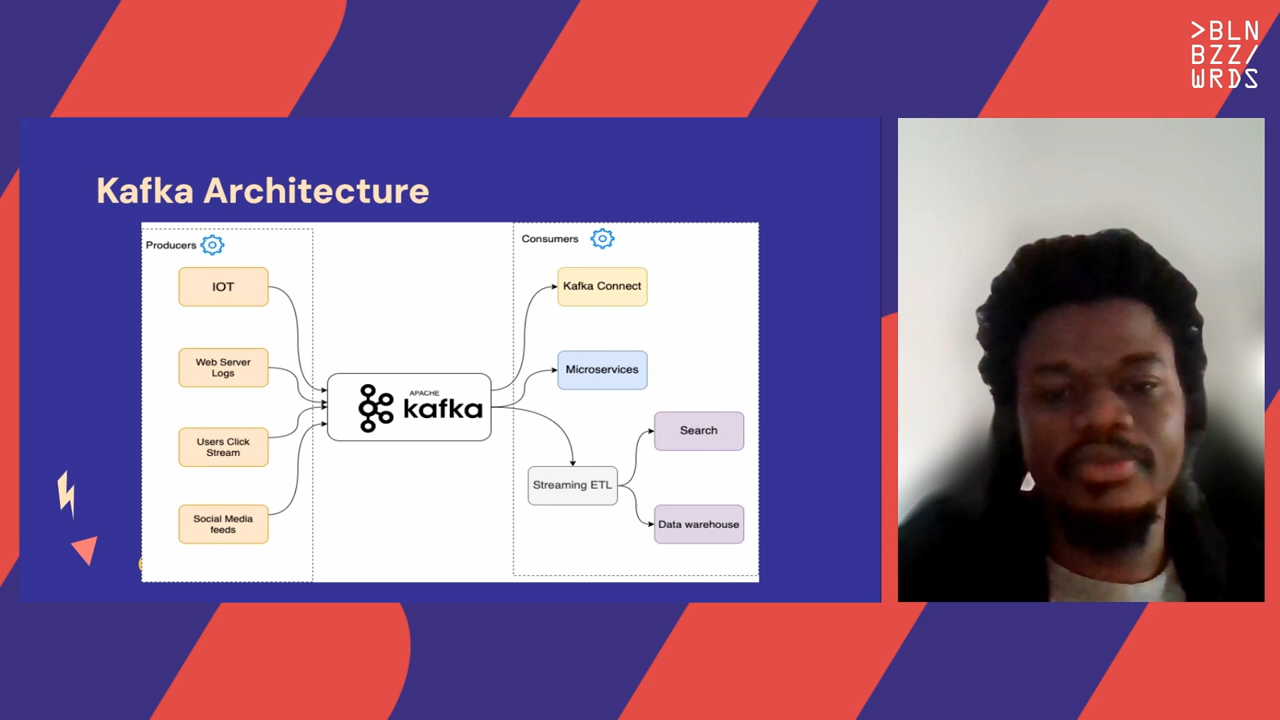 >BLN
BZZ/
WRDS
Kafka Architecture
Producers
Consumers
IOT
Web Server
Logs
Users Click
Stream
Social Media
feeds
APACHE
kafka
Kafka Connect
Microservices
Search
Streaming ETL
Data warehouse